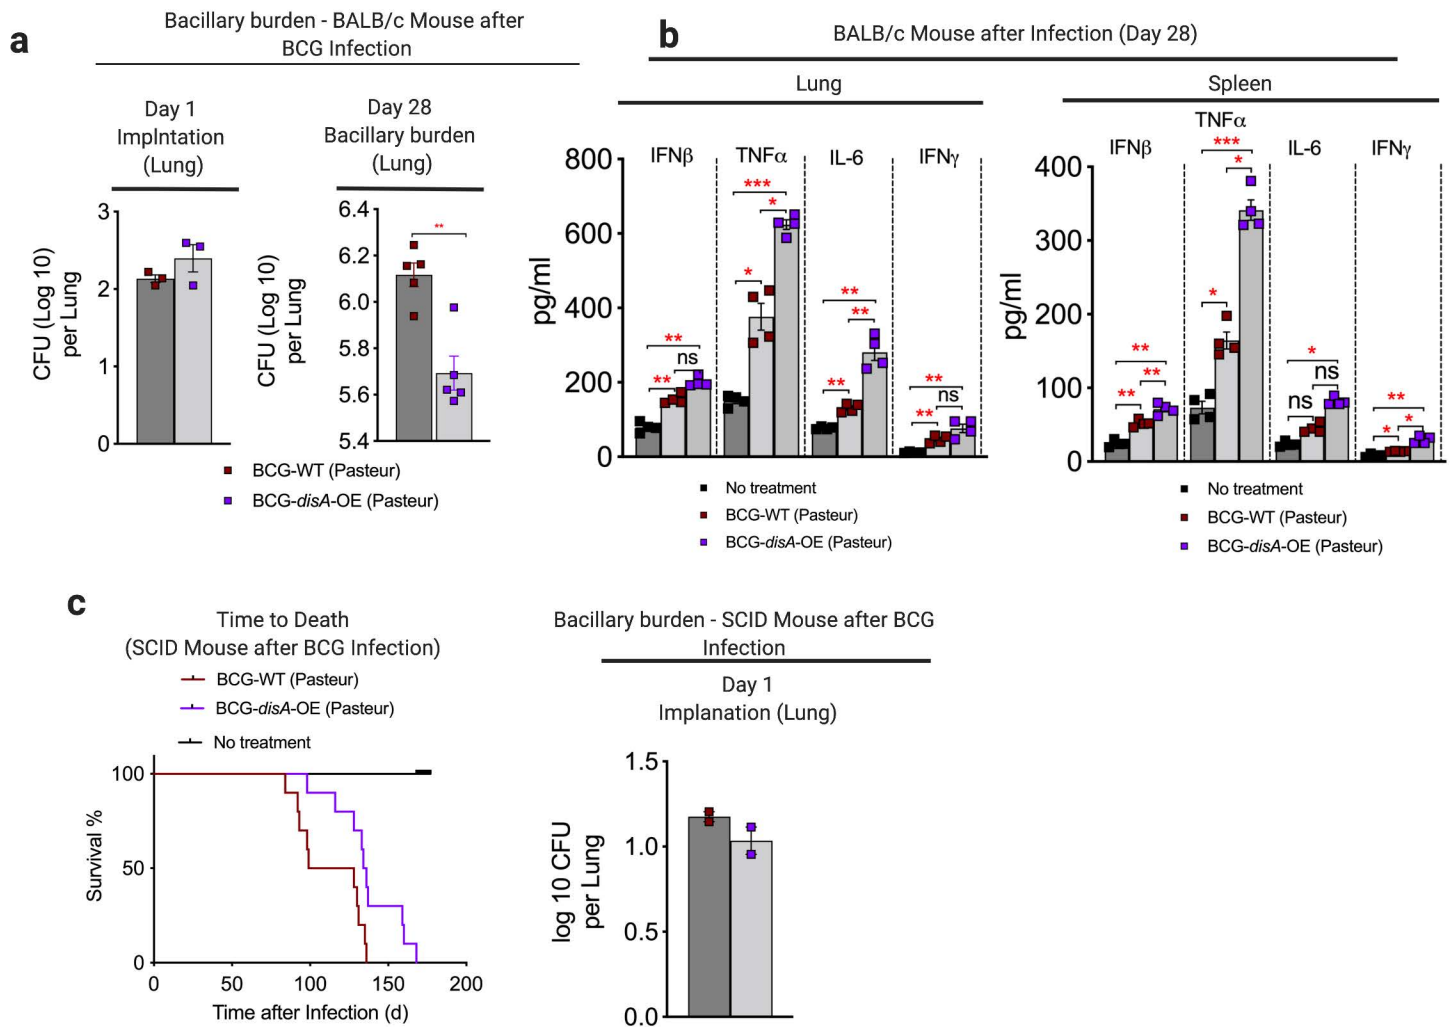 a
Bacillary burden - BALB/c Mouse after
BCG Infection
Day 1
Implntation
(Lung)
CFU (Log 10)
per Lung
3
2
1
0
Day 28
Bacillary burden
(Lung)
CFU (Log 10)
per Lung
6.4
6.2
6.0
5.8
5.6
5.4
**
BCG-WT (Pasteur)
BCG-disA-OE (Pasteur)
b
BALB/c Mouse after Infection (Day 28)
Lung
pg/ml
800
600
400
200
0
IFNβ
TNFα
IL-6
IFNγ
**
ns
**
***
*
*
**
**
**
**
ns
**
No treatment
BCG-WT (Pasteur)
BCG-disA-OE (Pasteur)
Spleen
pg/ml
400
300
200
100
0
IFNβ
TNFα
IL-6
IFNγ
**
**
**
***
*
*
*
ns
ns
**
*
*
No treatment
BCG-WT (Pasteur)
BCG-disA-OE (Pasteur)
c
Time to Death
(SCID Mouse after BCG Infection)
BCG-WT (Pasteur)
BCG-disA-OE (Pasteur)
No treatment
Survival %
100
50
0
0 50 100 150 200
Time after Infection (d)
Bacillary burden - SCID Mouse after BCG
Infection
Day 1
Implanation (Lung)
log 10 CFU
per Lung
1.5
1.0
0.5
0.0